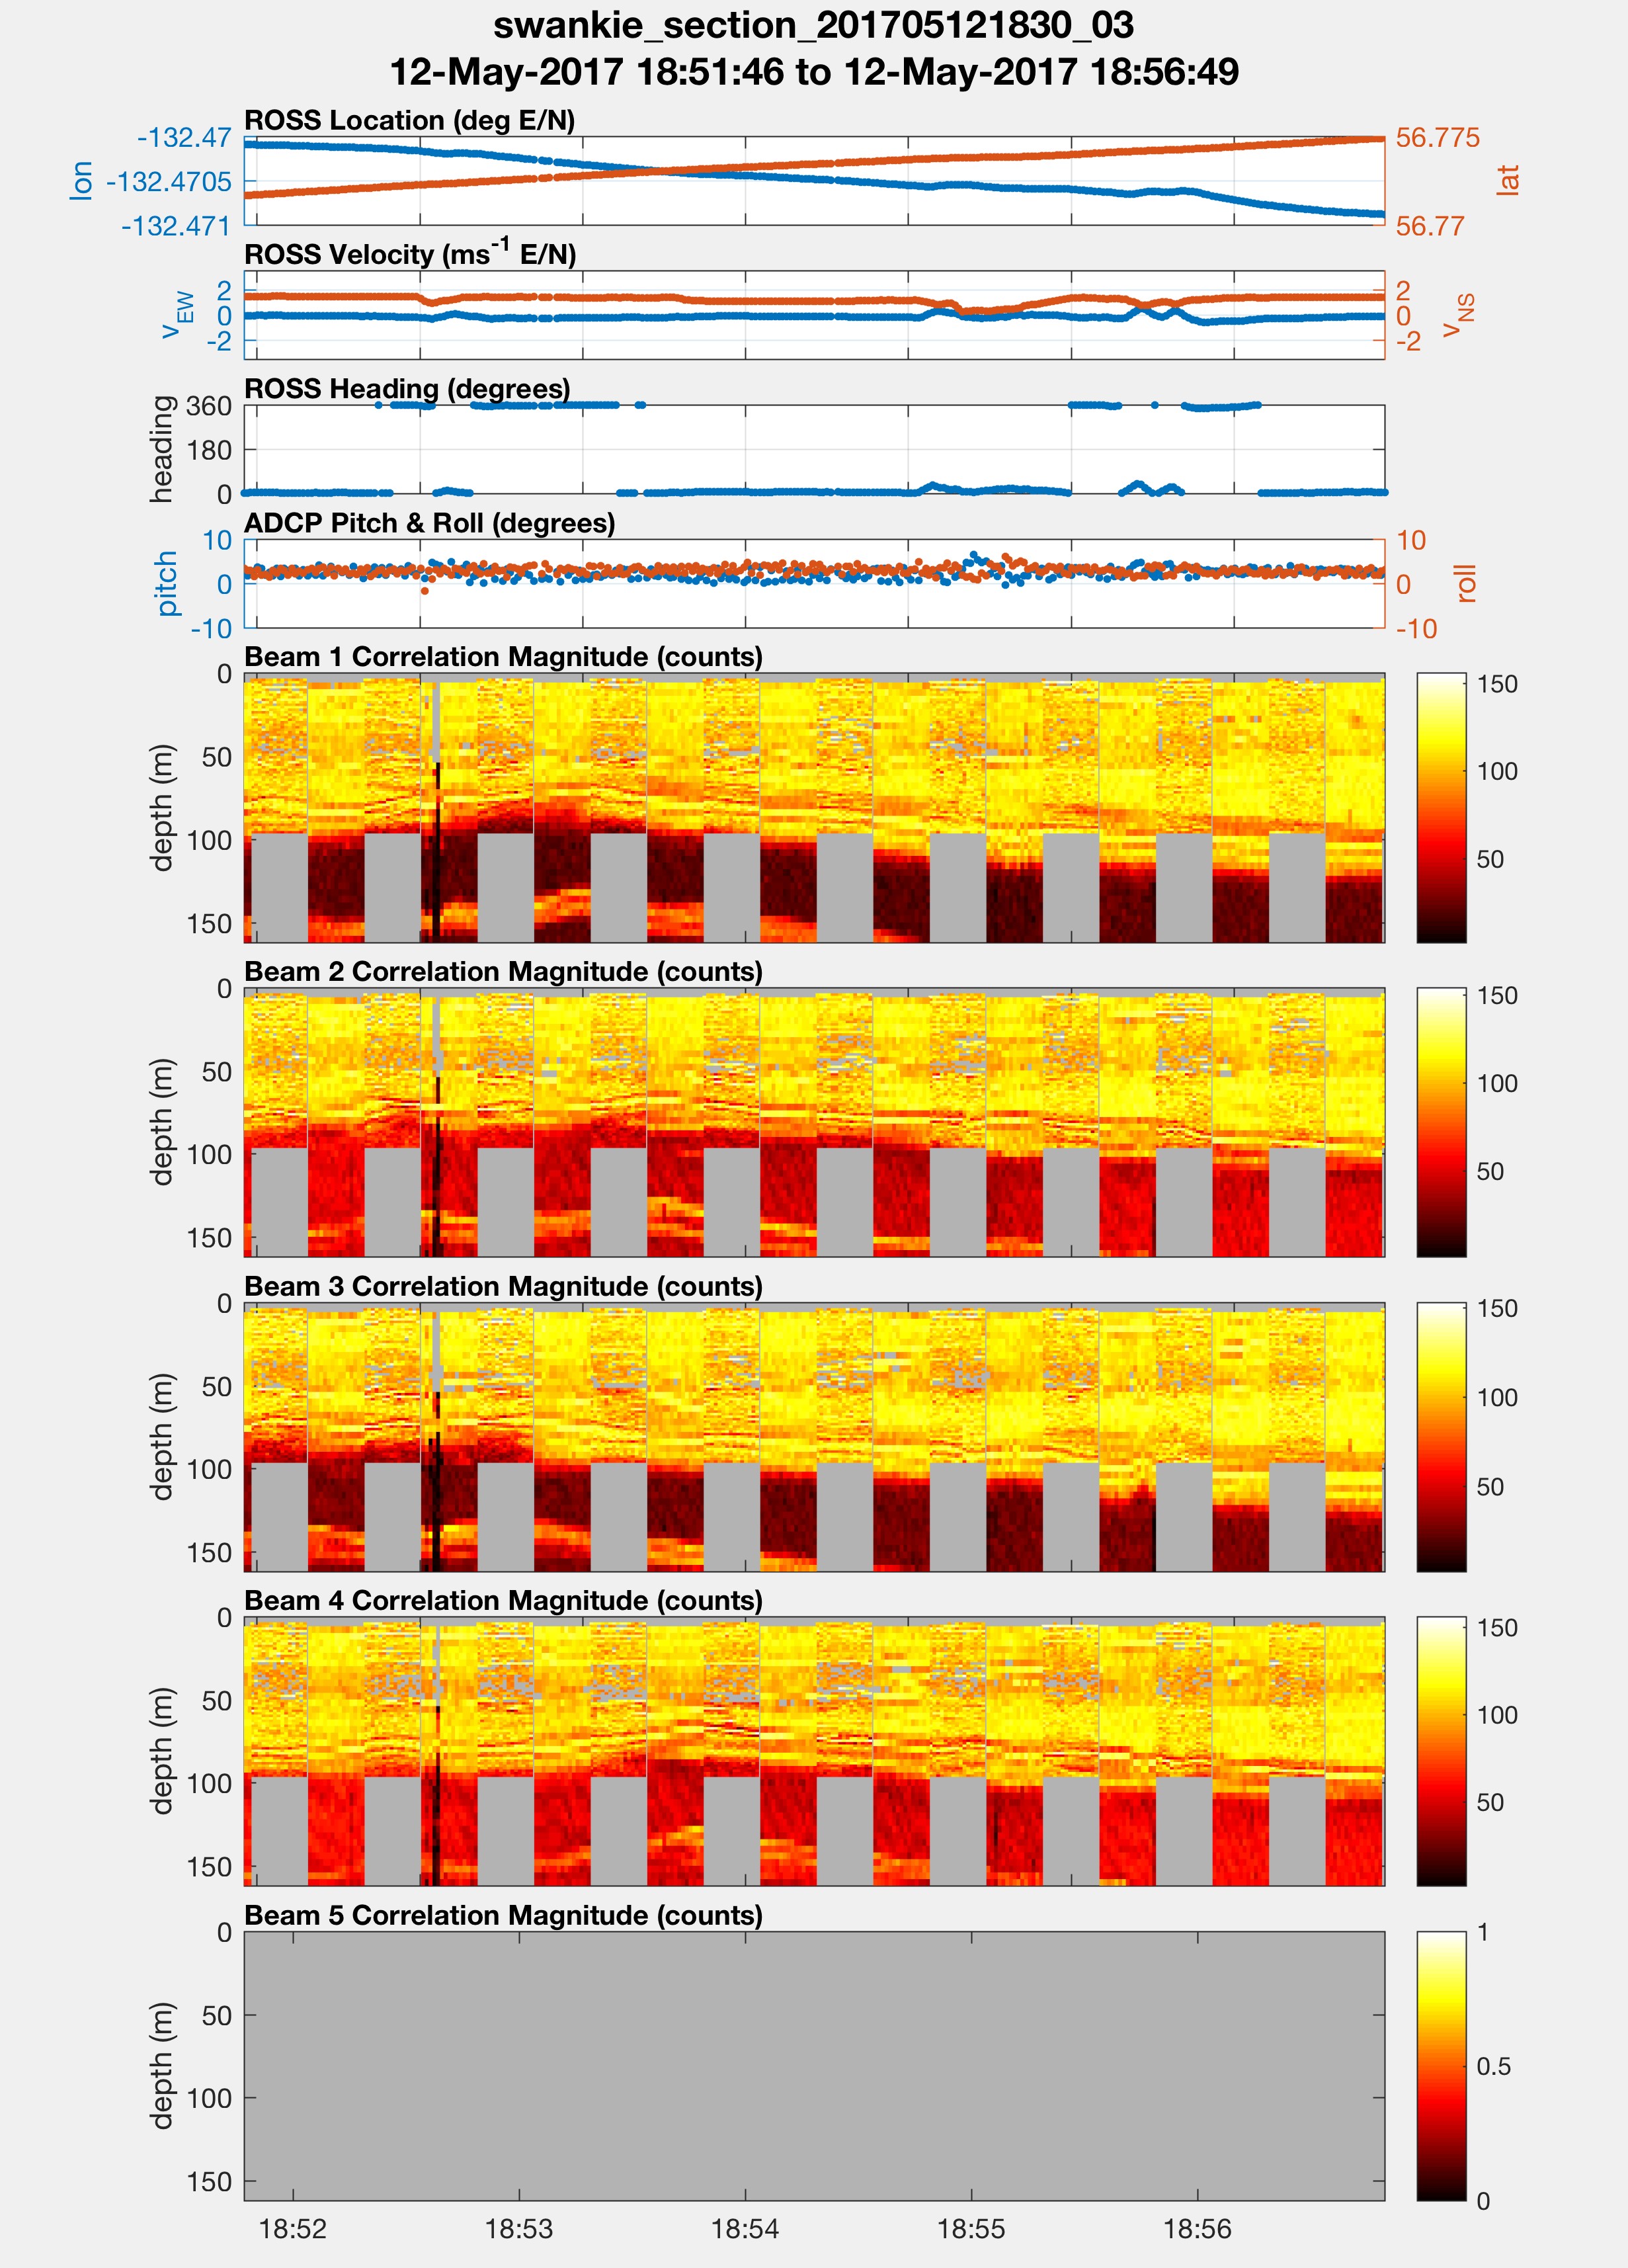 swankie_section_201705121830_03
12-May-2017 18:51:46 to 12-May-2017 18:56:49
ROSS Location (deg E/N)
-132.47
-132.4705
-132.471
lon
56.775
56.77
lat
ROSS Velocity (ms-1 E/N)
2
0
-2
vEW
2
0
-2
vNS
ROSS Heading (degrees)
360
180
0
heading
ADCP Pitch & Roll (degrees)
10
0
-10
pitch
10
0
-10
roll
Beam 1 Correlation Magnitude (counts)
0
50
100
150
depth (m)
150
100
50
Beam 2 Correlation Magnitude (counts)
0
50
100
150
depth (m)
150
100
50
Beam 3 Correlation Magnitude (counts)
0
50
100
150
depth (m)
150
100
50
Beam 4 Correlation Magnitude (counts)
0
50
100
150
depth (m)
150
100
50
Beam 5 Correlation Magnitude (counts)
0
50
100
150
depth (m)
1
0.5
0
18:52 18:53 18:54 18:55 18:56